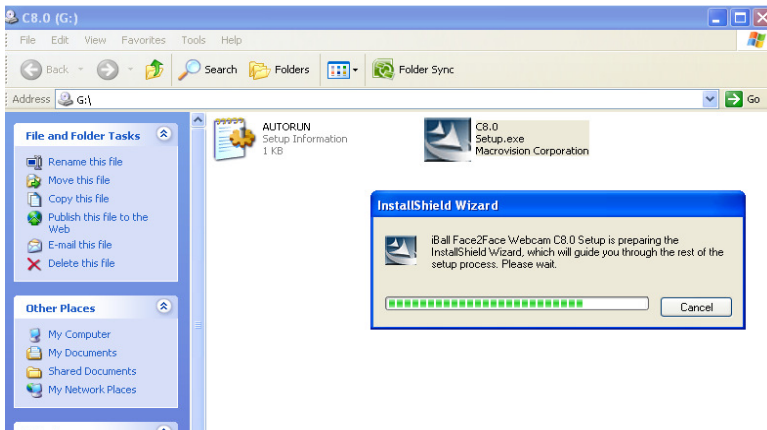 C8.0 (G:)
File Edit View Favorites Tools Help
Back Search Folders Folder Sync
Address G:\ Go
File and Folder Tasks
Rename this file
Move this file
Copy this file
Publish this file to the
Web
E-mail this file
Delete this file
Other Places
My Computer
My Documents
Shared Documents
My Network Places
AUTORUN
Setup Information
1 KB
C8.0
Setup.exe
Macrovision Corporation
InstallShield Wizard
iBall Face2Face Webcam C8.0 Setup is preparing the
InstallShield Wizard, which will guide you through the rest of the
setup process. Please wait.
Cancel